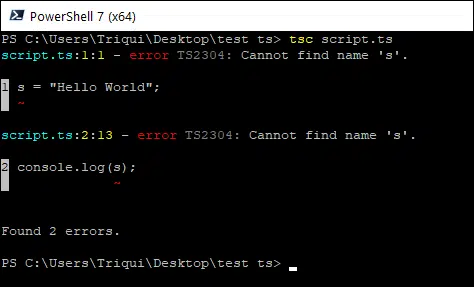 PowerShell 7 (x64)
PS C:\Users\Triqui\Desktop\test ts> tsc script.ts
script.ts:1:1 - error TS2304: Cannot find name 's'.
1 s = "Hello World";
~
script.ts:2:13 - error TS2304: Cannot find name 's'.
2 console.log(s);
~
Found 2 errors.
PS C:\Users\Triqui\Desktop\test ts>